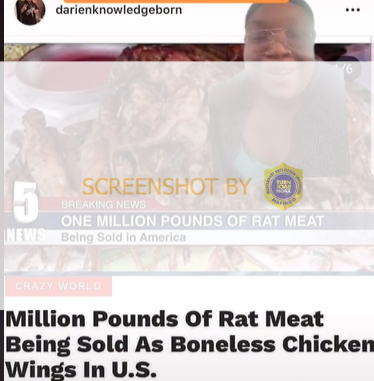 darienknowledgeborn
/6
SCREENSHOT BY
5
NEWS
BREAKING NEWS
ONE MILLION POUNDS OF RAT MEAT
Being Sold in America
CRAZY WORLD
Million Pounds Of Rat Meat
Being Sold As Boneless Chicken
Wings In U.S.